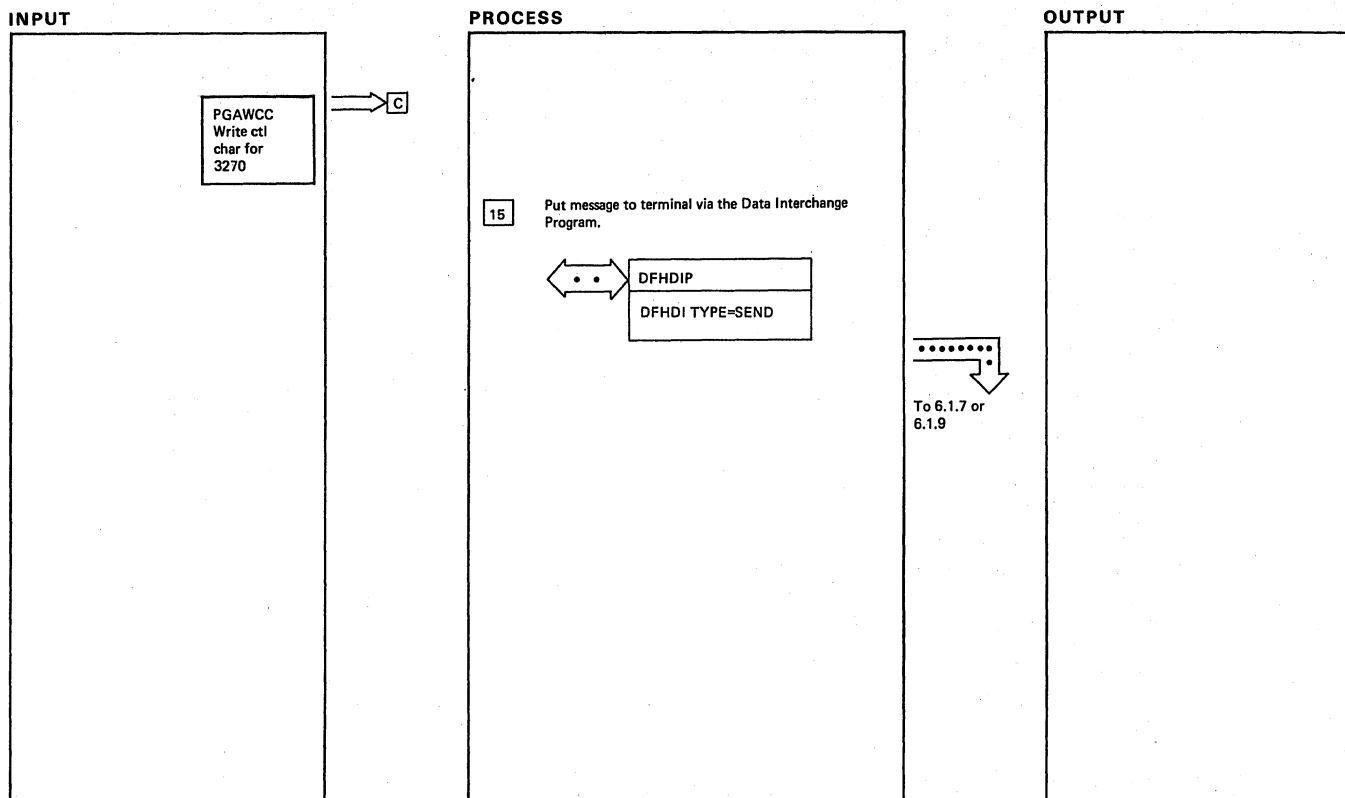 INPUT
PROCESS
OUTPUT
PGAWCC
Write ctl
char for
3270
C
15
Put message to terminal via the Data Interchange
Program.
DFHDIP
DFHDI TYPE=SEND
To 6.1.7 or
6.1.9